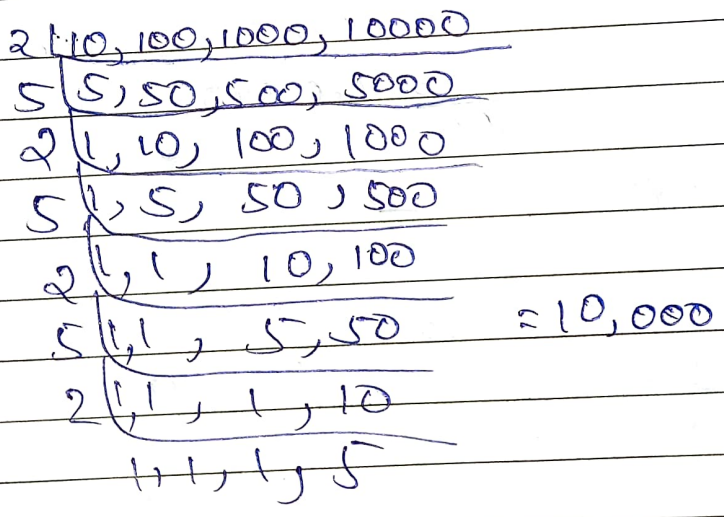 2 10, 100, 1000, 10000
5 5, 50, 500, 5000
2 1, 10, 100, 1000
5 1, 5, 50, 500
2 1, 1, 10, 100
5 1, 1, 5, 50 = 10,000
2 1, 1, 1, 10
1, 1, 1, 5